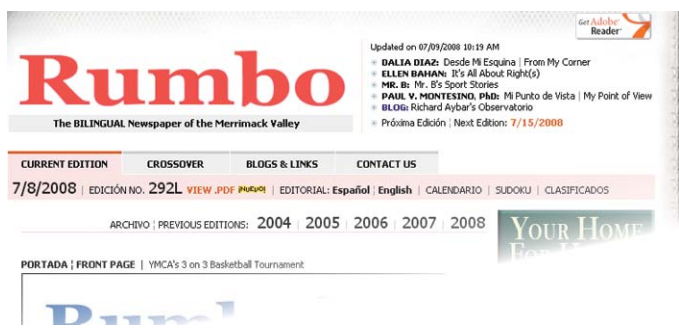 Get Adobe
Reader
Updated on 07/09/2008 10:19 AM
DALIA DIAZ: Desde Mi Esquina | From My Corner
ELLEN BAHAN: It's All About Right(s)
MR. B: Mr. B's Sport Stories
PAUL V. MONTESINO, PhD: Mi Punto de Vista | My Point of View
BLOG: Richard Aybar's Observatorio
Próxima Edición | Next Edition: 7/15/2008
Rumbo
The BILINGUAL Newspaper of the Merrimack Valley
CURRENT EDITION CROSSOVER BLOGS & LINKS CONTACT US
7/8/2008 | EDICIÓN NO. 292L VIEW .PDF ¡NUEVO! | EDITORIAL: Español ¦ English | CALENDARIO | SUDOKU | CLASIFICADOS
ARCHIVO ¦ PREVIOUS EDITIONS: 2004 | 2005 | 2006 | 2007 | 2008
YOUR HOME
PORTADA ¦ FRONT PAGE | YMCA's 3 on 3 Basketball Tournament
Rumbo